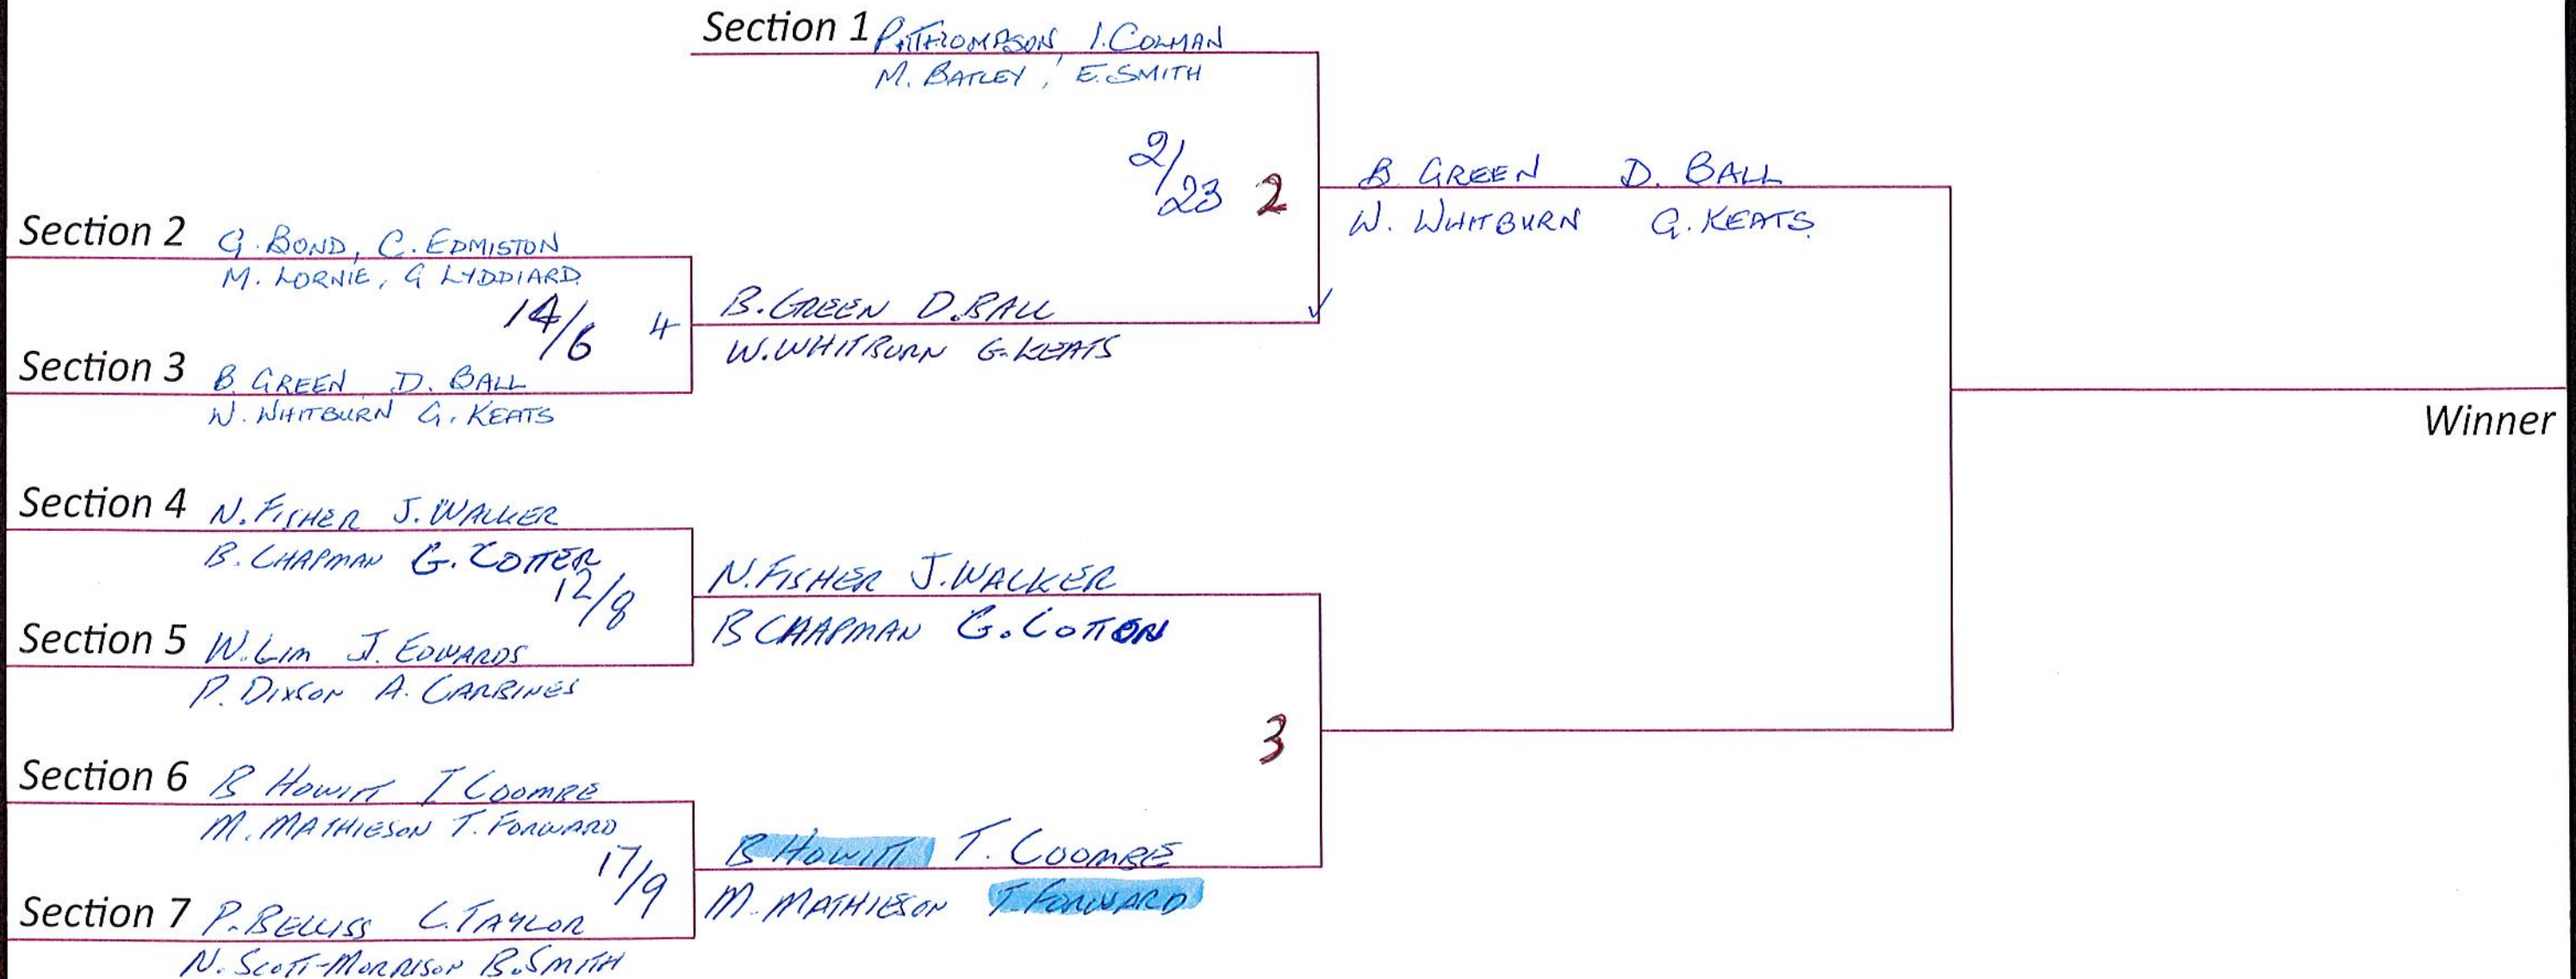 Section 1 P. THOMPSON I. COLMAN
M. BATLEY, E. SMITH
2/23 2
B GREEN D. BALL
W. WHITBURN G. KEATS
Section 2 G. BOND, C. EDMISTON
M. LORNIE, G LYDDIARD
14/6 4
B. GREEN D. BALL
W. WHITBURN G. KEATS
Section 3 B. GREEN D. BALL
W. WHITBURN G. KEATS
Winner
Section 4 N. FISHER J. WALKER
B. CHAPMAN G. COTTER
12/8
N. FISHER J. WALKER
B CHAPMAN G. COTTON
Section 5 W. LIM J. EDWARDS
P. DIXSON A. CARBINES
3
Section 6 B HOWITT I COOMBE
M. MATHIESON T. FORWARD
17/9
B HOWITT T. COOMBE
M. MATHIESON T. FORWARD
Section 7 P. BELLISS L. TAYLOR
N. SCOTT-MORRISON B. SMITH